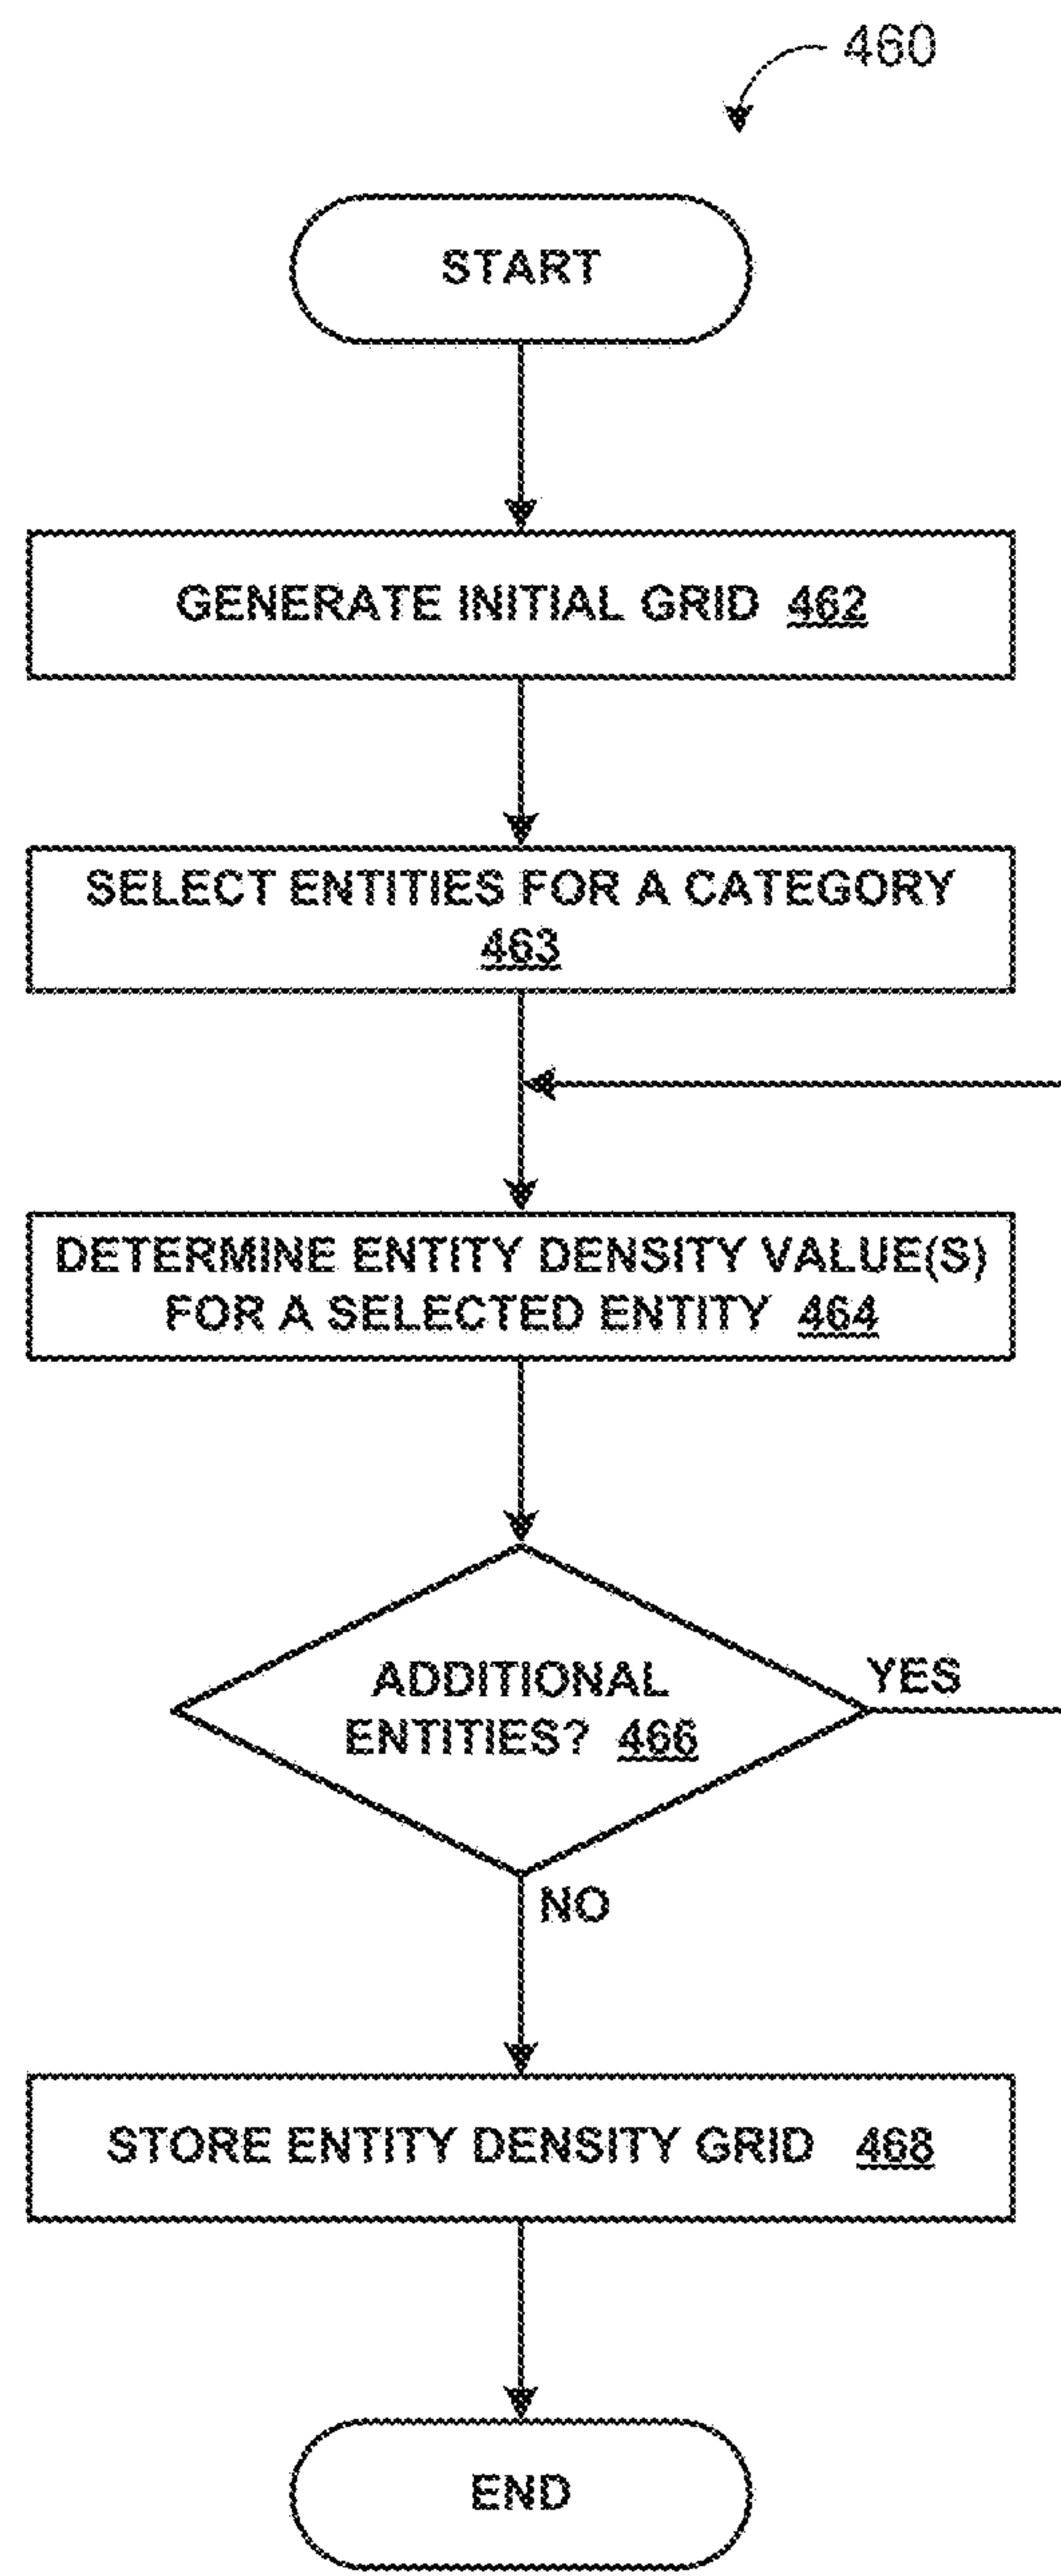 460
START
GENERATE INITIAL GRID 462
SELECT ENTITIES FOR A CATEGORY
463
DETERMINE ENTITY DENSITY VALUE(S)
FOR A SELECTED ENTITY 464
ADDITIONAL
ENTITIES? 466
YES
NO
STORE ENTITY DENSITY GRID 468
END